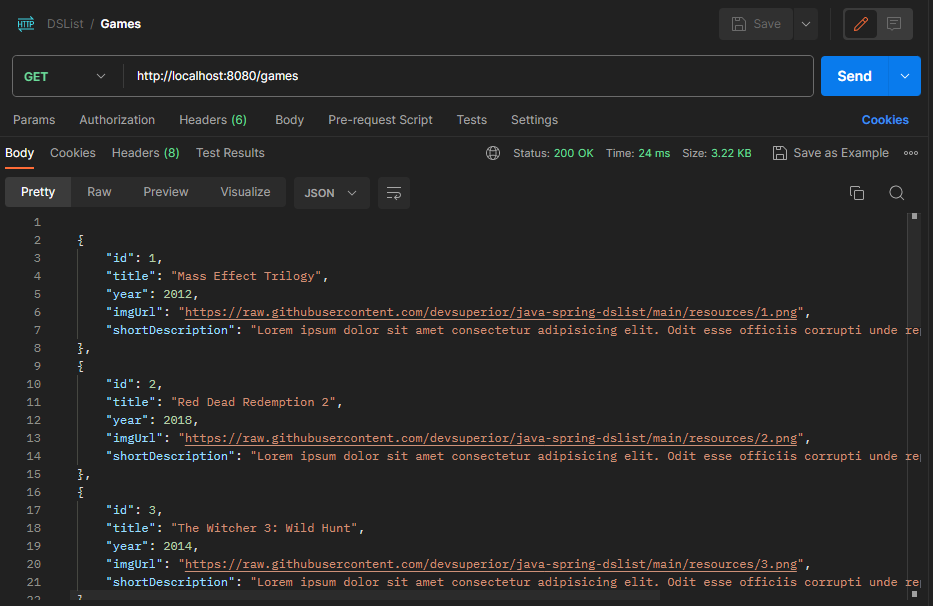 HTTP DSList / Games Save
GET http://localhost:8080/games Send
Params Authorization Headers (6) Body Pre-request Script Tests Settings Cookies
Body Cookies Headers (8) Test Results Status: 200 OK Time: 24 ms Size: 3.22 KB Save as Example
Pretty Raw Preview Visualize JSON
1
2 {
3 "id": 1,
4 "title": "Mass Effect Trilogy",
5 "year": 2012,
6 "imgUrl": "https://raw.githubusercontent.com/devsuperior/java-spring-dslist/main/resources/1.png",
7 "shortDescription": "Lorem ipsum dolor sit amet consectetur adipisicing elit. Odit esse officiis corrupti unde
8 },
9 {
10 "id": 2,
11 "title": "Red Dead Redemption 2",
12 "year": 2018,
13 "imgUrl": "https://raw.githubusercontent.com/devsuperior/java-spring-dslist/main/resources/2.png",
14 "shortDescription": "Lorem ipsum dolor sit amet consectetur adipisicing elit. Odit esse officiis corrupti unde
15 },
16 {
17 "id": 3,
18 "title": "The Witcher 3: Wild Hunt",
19 "year": 2014,
20 "imgUrl": "https://raw.githubusercontent.com/devsuperior/java-spring-dslist/main/resources/3.png",
21 "shortDescription": "Lorem ipsum dolor sit amet consectetur adipisicing elit. Odit esse officiis corrupti unde